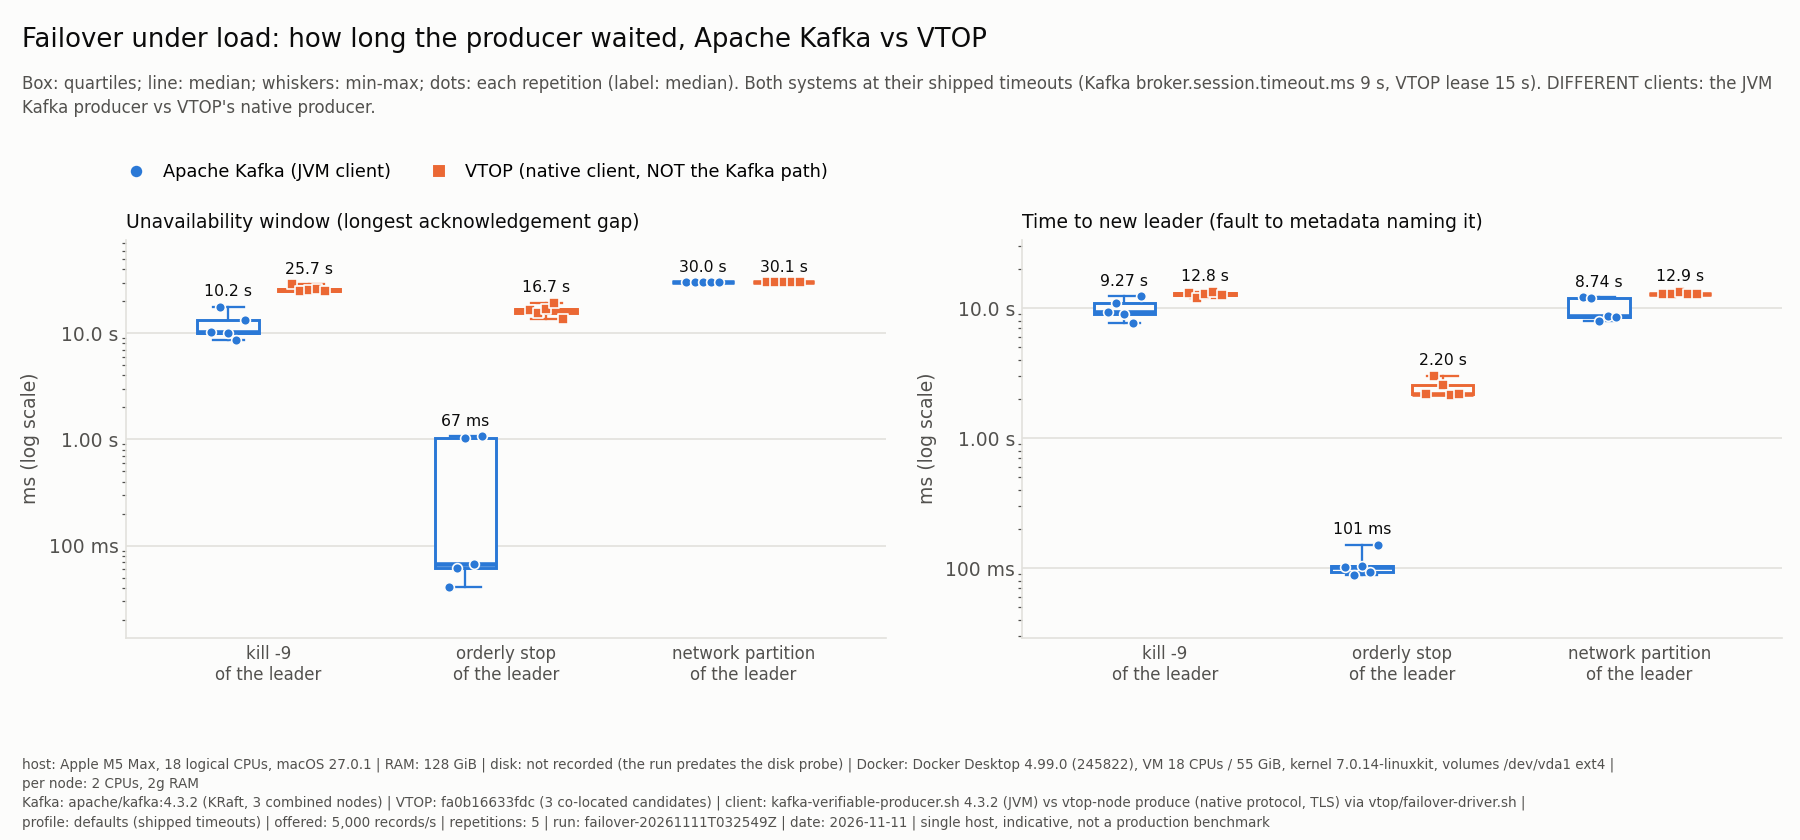 Failover under load: how long the producer waited, Apache Kafka vs VTOP
Box: quartiles; line: median; whiskers: min-max; dots: each repetition (label: median). Both systems at their shipped timeouts (Kafka broker.session.timeout.ms 9 s, VTOP lease 15 s). DIFFERENT clients: the JVM
Kafka producer vs VTOP's native producer.
Apache Kafka (JVM client)
VTOP (native client, NOT the Kafka path)
Unavailability window (longest acknowledgement gap)
ms (log scale)
10.0 s
1.00 s
100 ms
10.2 s
25.7 s
67 ms
16.7 s
30.0 s
30.1 s
kill -9
of the leader
orderly stop
of the leader
network partition
of the leader
Time to new leader (fault to metadata naming it)
ms (log scale)
10.0 s
1.00 s
100 ms
9.27 s
12.8 s
101 ms
2.20 s
8.74 s
12.9 s
kill -9
of the leader
orderly stop
of the leader
network partition
of the leader
host: Apple M5 Max, 18 logical CPUs, macOS 27.0.1 | RAM: 128 GiB | disk: not recorded (the run predates the disk probe) | Docker: Docker Desktop 4.99.0 (245822), VM 18 CPUs / 55 GiB, kernel 7.0.14-linuxkit, volumes /dev/vda1 ext4 |
per node: 2 CPUs, 2g RAM
Kafka: apache/kafka:4.3.2 (KRaft, 3 combined nodes) | VTOP: fa0b16633fdc (3 co-located candidates) | client: kafka-verifiable-producer.sh 4.3.2 (JVM) vs vtop-node produce (native protocol, TLS) via vtop/failover-driver.sh |
profile: defaults (shipped timeouts) | offered: 5,000 records/s | repetitions: 5 | run: failover-20261111T032549Z | date: 2026-11-11 | single host, indicative, not a production benchmark